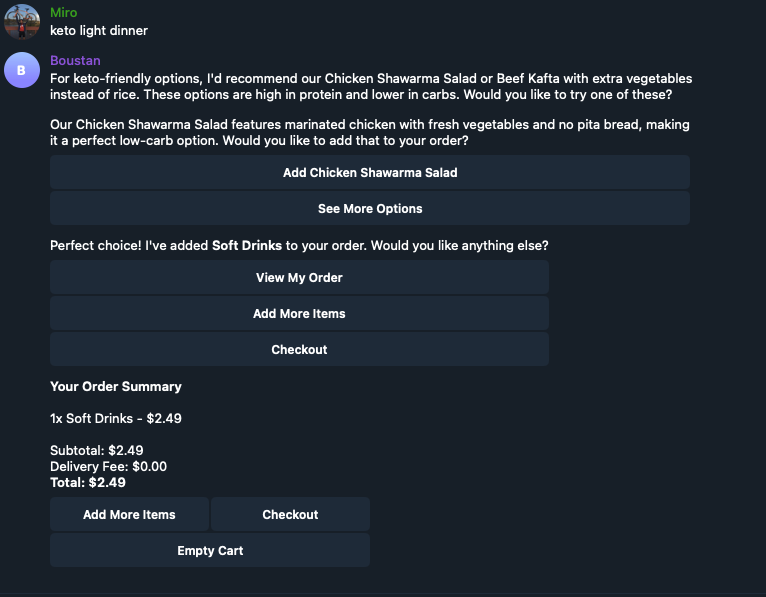 Miro
keto light dinner
B
Boustan
For keto-friendly options, I'd recommend our Chicken Shawarma Salad or Beef Kafta with extra vegetables
instead of rice. These options are high in protein and lower in carbs. Would you like to try one of these?
Our Chicken Shawarma Salad features marinated chicken with fresh vegetables and no pita bread, making
it a perfect low-carb option. Would you like to add that to your order?
Add Chicken Shawarma Salad
See More Options
Perfect choice! I've added Soft Drinks to your order. Would you like anything else?
View My Order
Add More Items
Checkout
Your Order Summary
1x Soft Drinks - $2.49
Subtotal: $2.49
Delivery Fee: $0.00
Total: $2.49
Add More Items
Checkout
Empty Cart